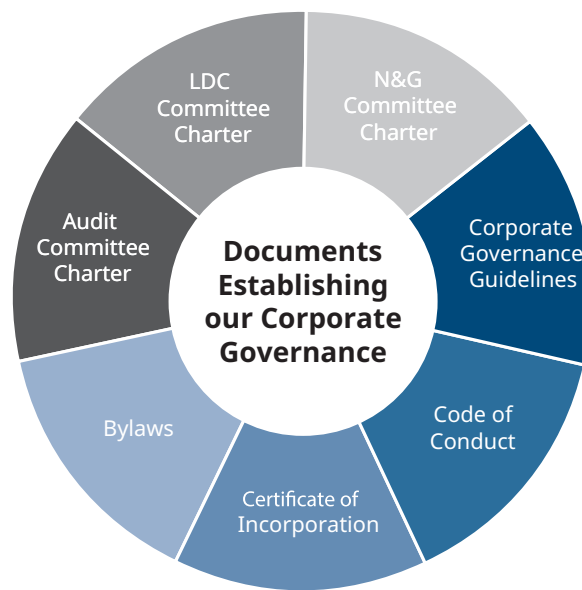 LDC
Committee
Charter
N&G
Committee
Charter
Corporate
Governance
Guidelines
Code of
Conduct
Certificate of
Incorporation
Bylaws
Audit
Committee
Charter
Documents
Establishing
our Corporate
Governance